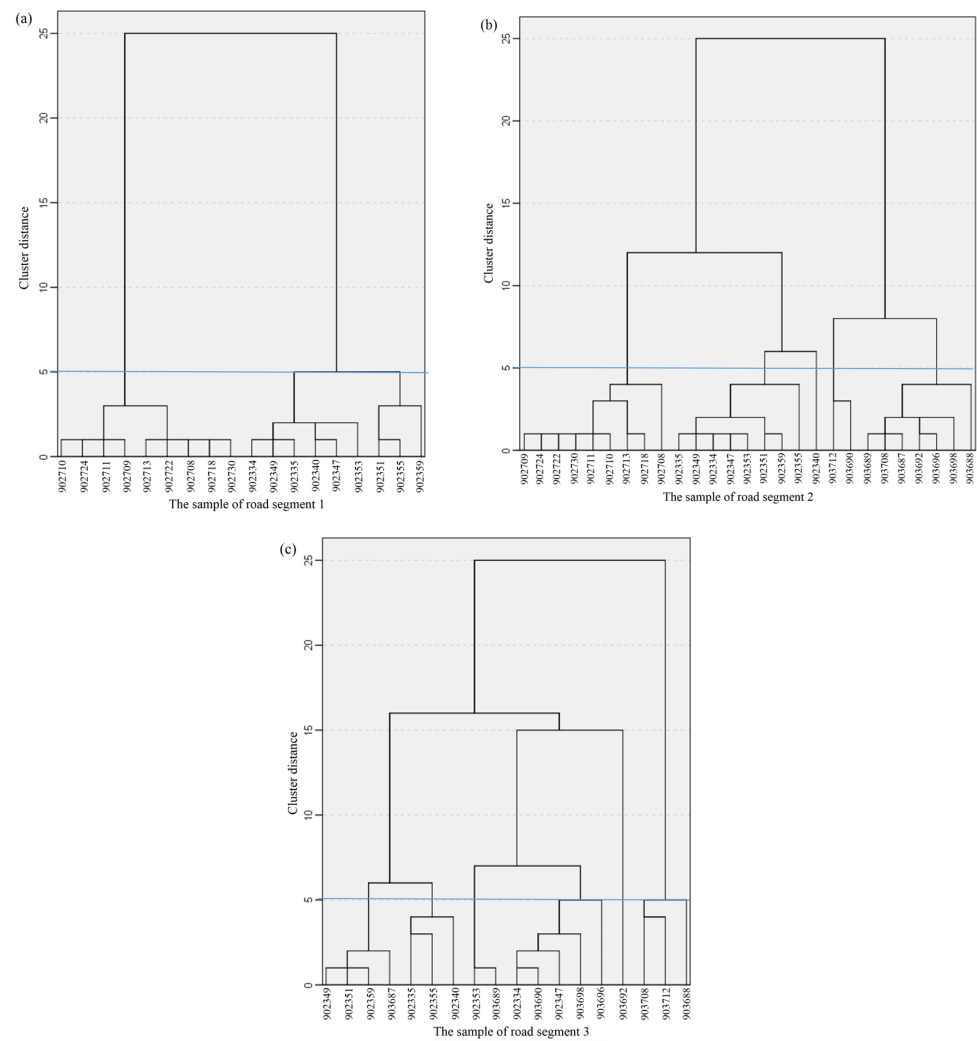 (a)
25
20
15
10
5
0
Cluster distance
902710 902724 902711 902709 902713 902722 902708 902718 902730 902334 902349 902335 902340 902347 902353 902351 902355 902359
The sample of road segment 1
(b)
25
20
15
10
5
0
Cluster distance
902709 902724 902722 902730 902711 902710 902713 902718 902708 902335 902349 902334 902347 902353 902351 902359 902355 902340 903712 903690 903689 903708 903687 903692 903696 903698 903688
The sample of road segment 2
(c)
25
20
15
10
5
0
Cluster distance
902349 902351 902359 903687 902335 902355 902340 902353 903689 902334 903690 902347 903698 903696 903692 903708 903712 903688
The sample of road segment 3